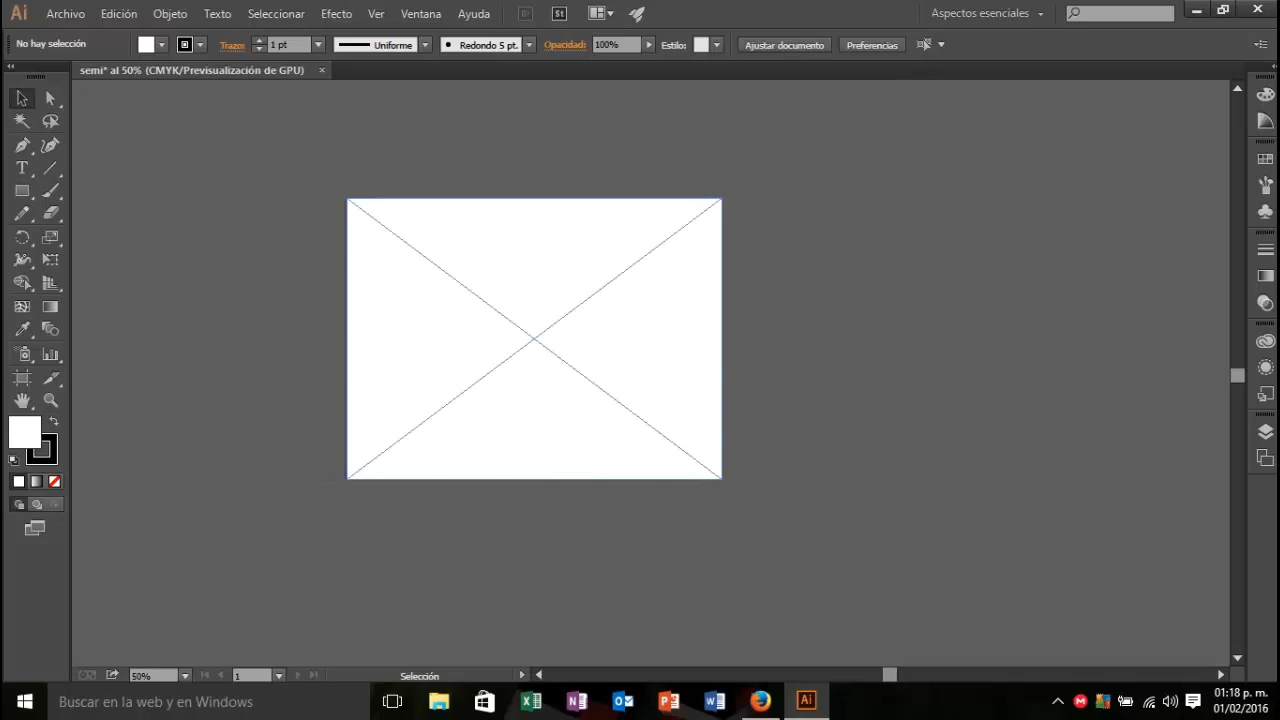 Ai Archivo Edición Objeto Texto Seleccionar Efecto Ver Ventana Ayuda Br St Aspectos esenciales
No hay selección Trazo: 1 pt Uniforme Redondo 5 pt. Opacidad: 100% Estilo: Ajustar documento Preferencias
semi* al 50% (CMYK/Previsualización de GPU)
50% 1 Selección
Buscar en la web y en Windows
Ai
01:18 p. m.
01/02/2016